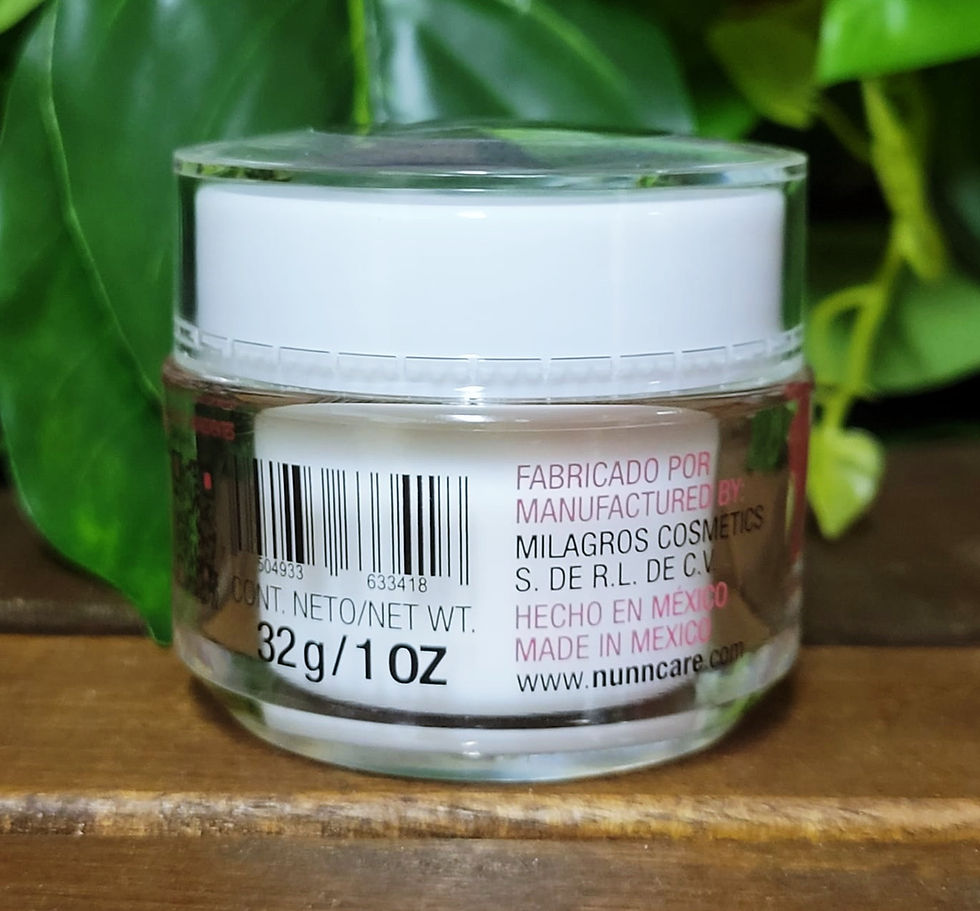 504933
633418
CONT. NETO/NET WT.
32g/1 OZ
FABRICADO POR
MANUFACTURED BY:
MILAGROS COSMETICS
S. DE R.L. DE C.V.
HECHO EN MÉXICO
MADE IN MEXICO
www.nunncare.com